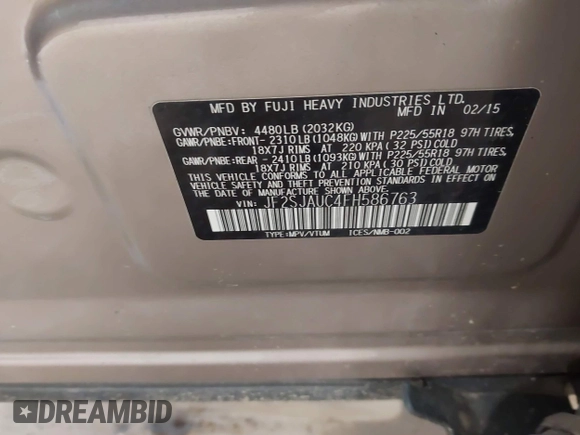 MFD BY FUJI HEAVY INDUSTRIES LTD.
MFD IN 02/15
GVWR/PNBV: 4480LB(2032KG)
GAWR/PNBE:FRONT-2310LB(1048KG)WITH P225/55R18 97H TIRES,
18X7J RIMS AT 220 KPA(32 PSI)COLD
GAWR/PNBE:REAR -2410LB(1093KG)WITH P225/55R18 97H TIRES,
18X7J RIMS AT 210 KPA(30 PSI)COLD
THIS VEHICLE CONFORMS TO ALL APPLICABLE FEDERAL MOTOR
VEHICLE SAFETY AND THEFT PREVENTION STANDARDS IN
EFFECT ON THE DATE OF MANUFACTURE SHOWN ABOVE.
VIN: JF2SJAUC4FH586763
TYPE:MPV/VTUM ICES/NMB-002
DREAMBID